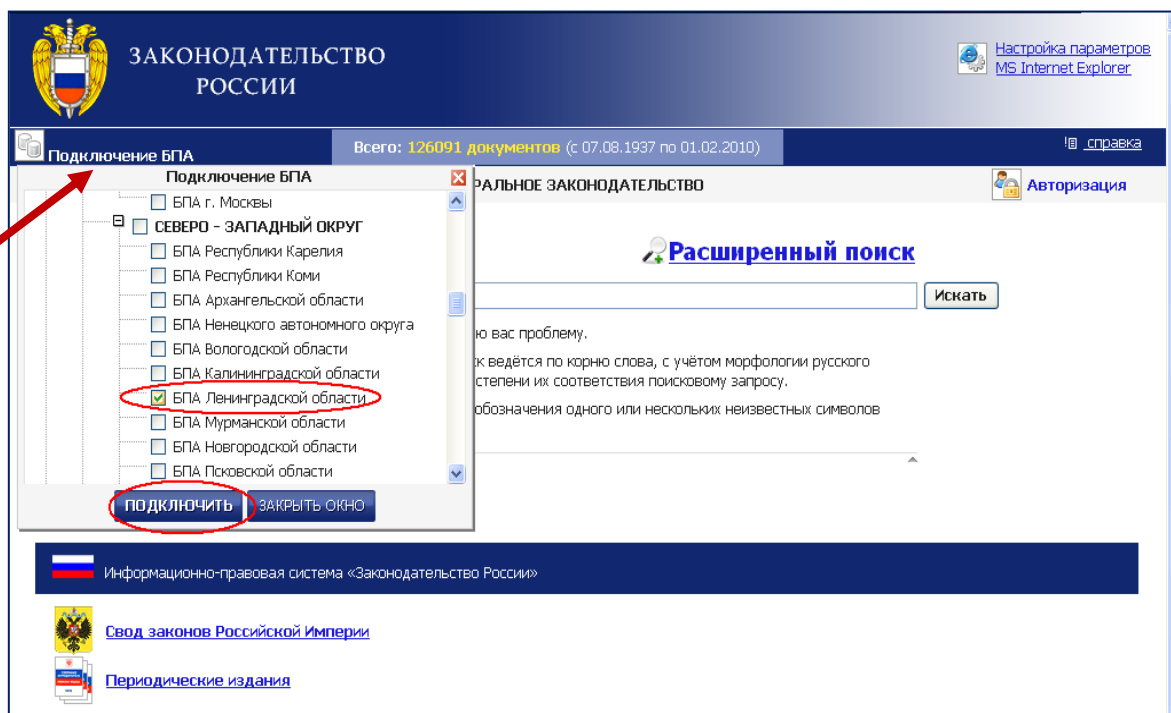 ЗАКОНОДАТЕЛЬСТВО
РОССИИ
Настройка параметров
MS Internet Explorer
Подключение БПА
Всего: 126091 документов (с 07.08.1937 по 01.02.2010)
справка
Подключение БПА
РАЛЬНОЕ ЗАКОНОДАТЕЛЬСТВО
Авторизация
БПА г. Москвы
СЕВЕРО - ЗАПАДНЫЙ ОКРУГ
БПА Республики Карелия
БПА Республики Коми
БПА Архангельской области
БПА Ненецкого автономного округа
БПА Вологодской области
БПА Калининградской области
БПА Ленинградской области
БПА Мурманской области
БПА Новгородской области
БПА Псковской области
ПОДКЛЮЧИТЬ
ЗАКРЫТЬ ОКНО
Расширенный поиск
Искать
ю вас проблему.
ск ведётся по корню слова, с учётом морфологии русского
степени их соответствия поисковому запросу.
обозначения одного или нескольких неизвестных символов
Информационно-правовая система «Законодательство России»
Свод законов Российской Империи
Периодические издания